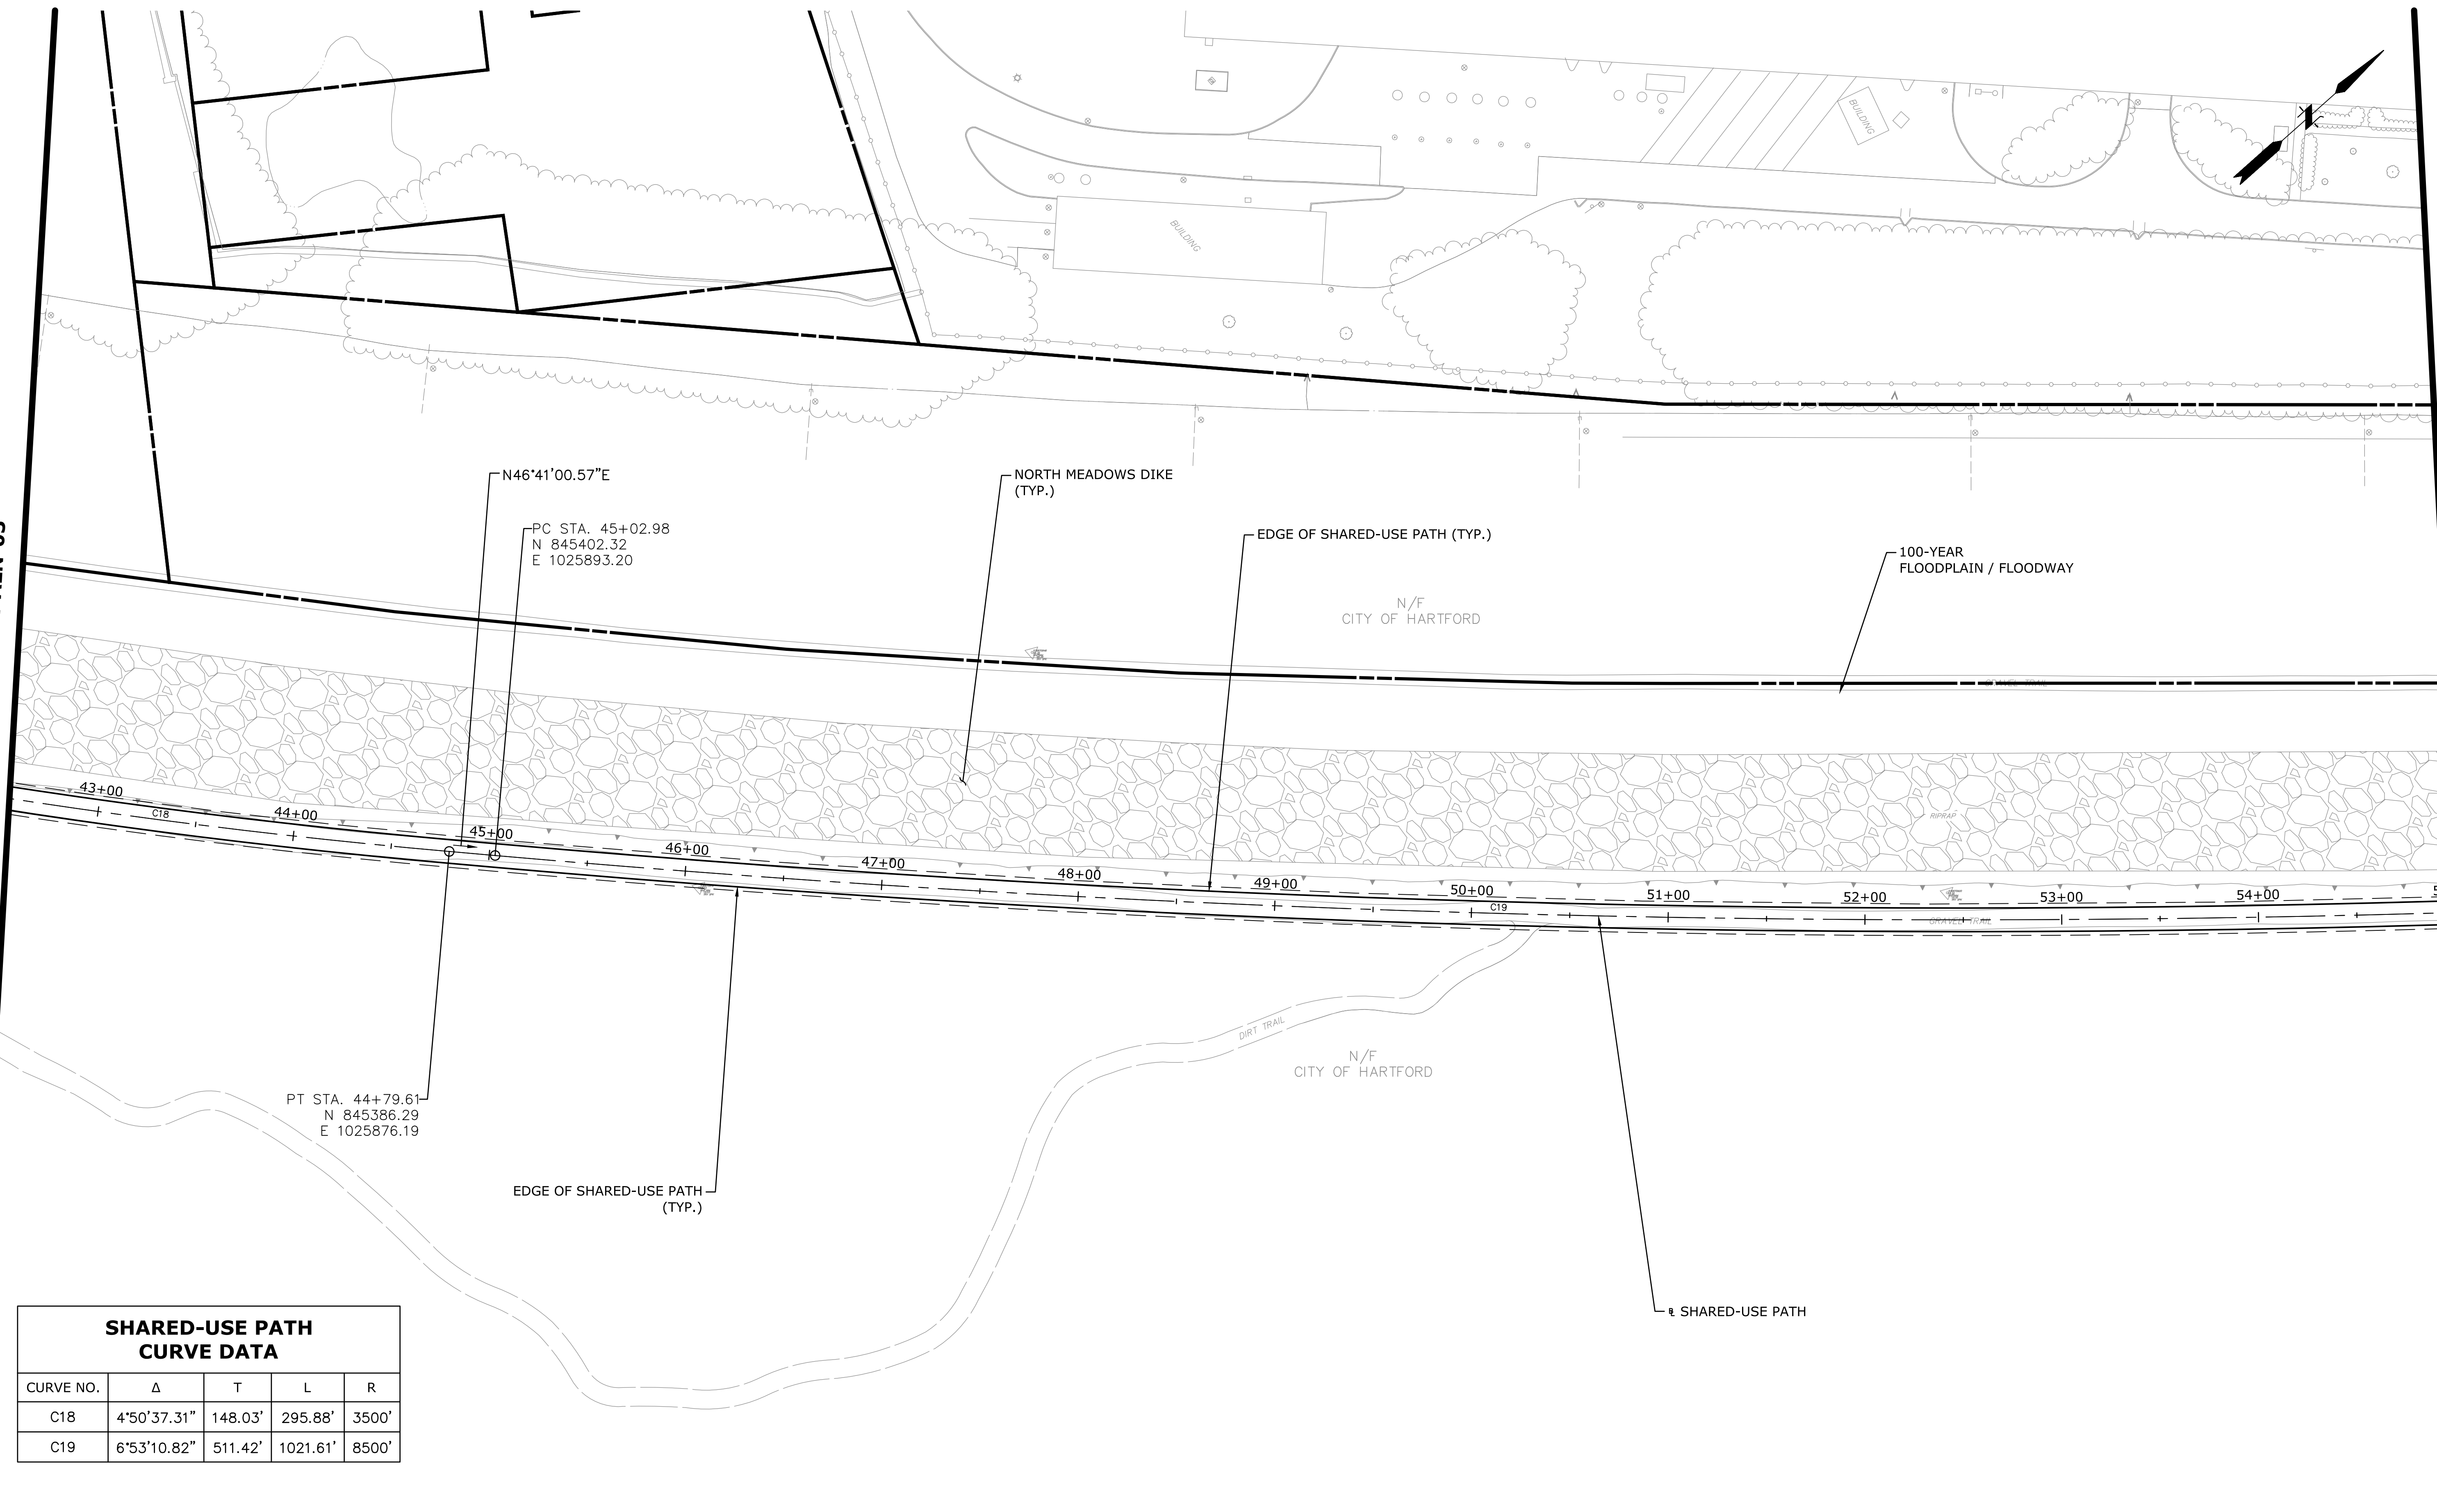 BUILDING
BUILDING
N46°41'00.57"E
PC STA. 45+02.98
N 845402.32
E 1025893.20
NORTH MEADOWS DIKE
(TYP.)
EDGE OF SHARED-USE PATH (TYP.)
100-YEAR
FLOODPLAIN / FLOODWAY
N/F
CITY OF HARTFORD
GRAVEL TRAIL
RIPRAP
43+00
44+00
45+00
46+00
47+00
48+00
49+00
50+00
51+00
52+00
53+00
54+00
C18
C19
GRAVEL TRAIL
DIRT TRAIL
N/F
CITY OF HARTFORD
PT STA. 44+79.61
N 845386.29
E 1025876.19
EDGE OF SHARED-USE PATH
(TYP.)
SHARED-USE PATH
SHARED-USE PATH
CURVE DATA
CURVE NO. Δ T L R
C18 4°50'37.31" 148.03' 295.88' 3500'
C19 6°53'10.82" 511.42' 1021.61' 8500'